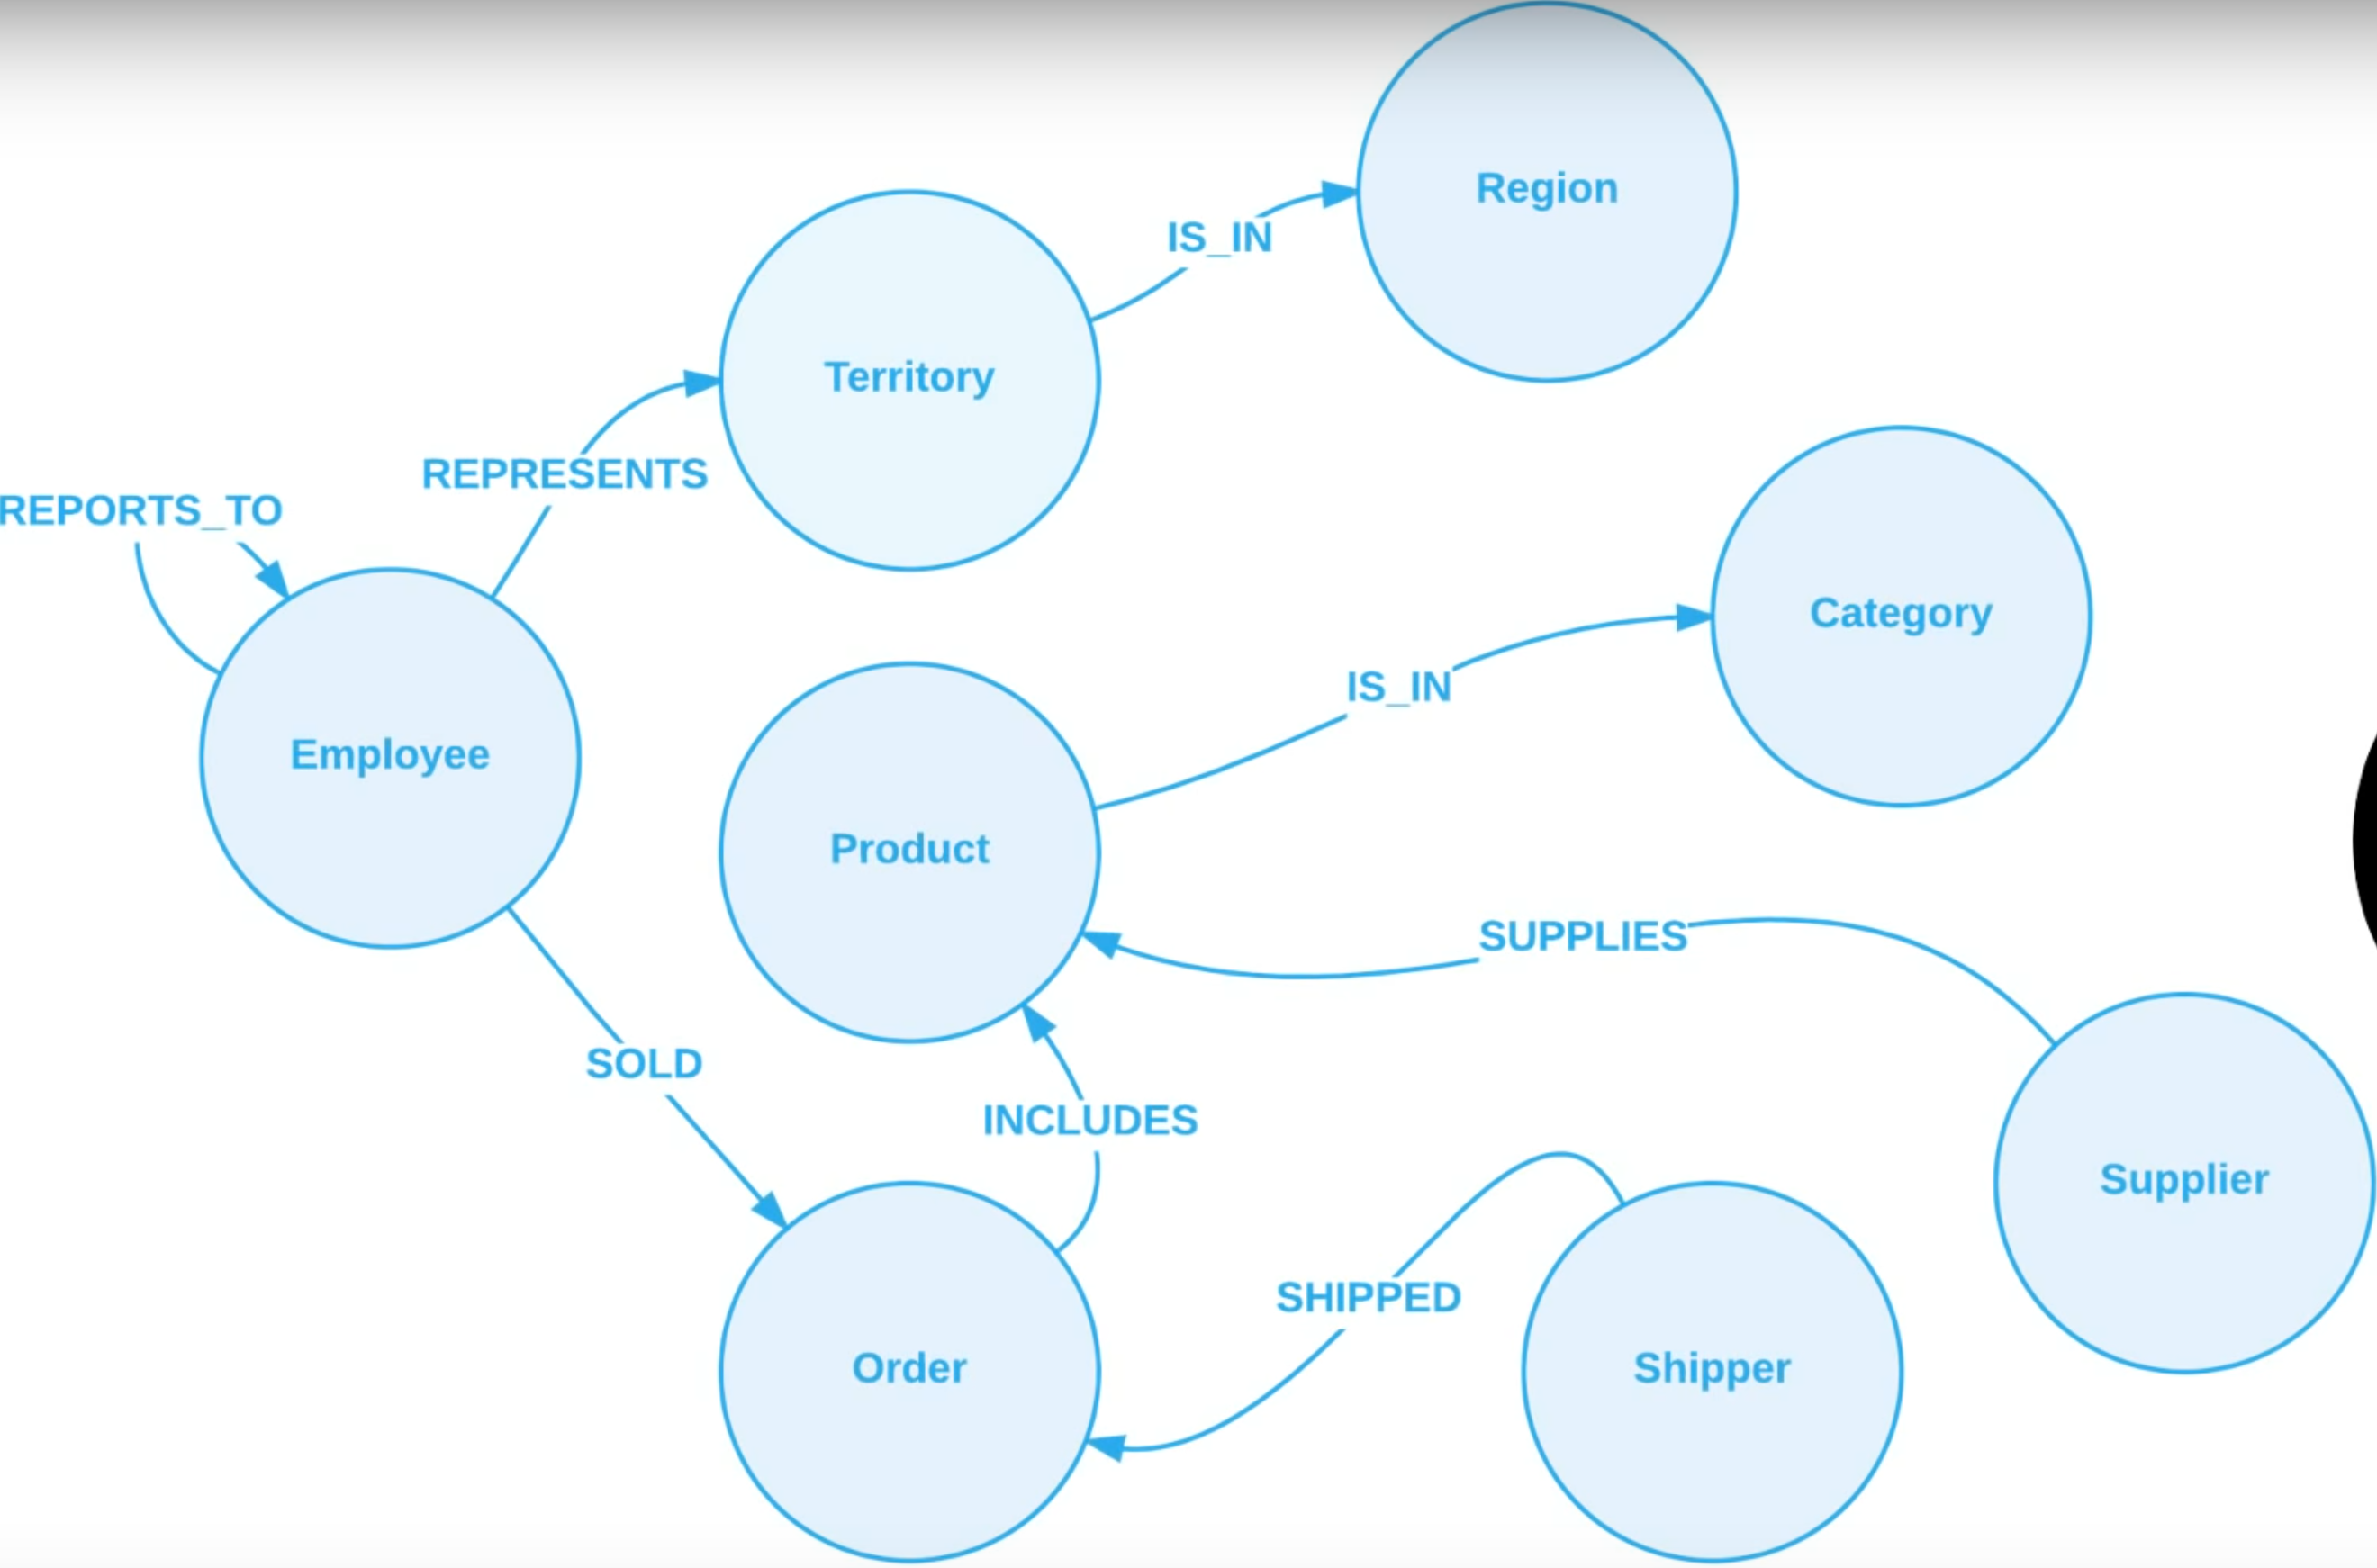 Region
IS_IN
Territory
REPRESENTS
REPORTS_TO
Category
IS_IN
Employee
Product
SUPPLIES
SOLD
INCLUDES
Supplier
SHIPPED
Order
Shipper